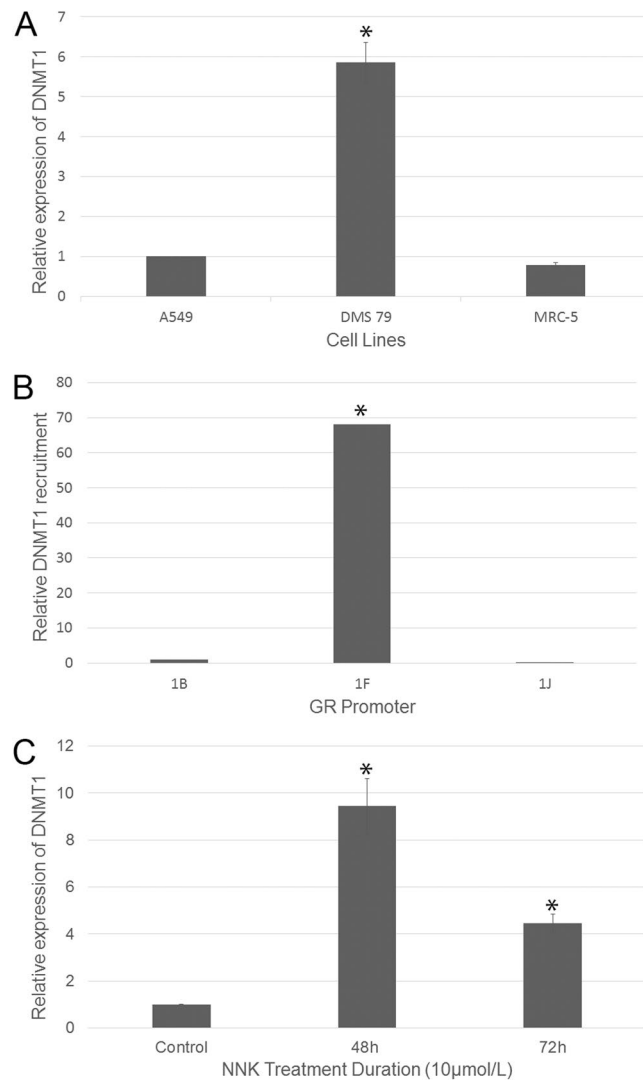 A
Relative expression of DNMT1
7
6
5
4
3
2
1
0
*
A549 DMS 79 MRC-5
Cell Lines
B
Relative DNMT1 recruitment
80
70
60
50
40
30
20
10
0
*
1B 1F 1J
GR Promoter
C
Relative expression of DNMT1
12
10
8
6
4
2
0
*
*
Control 48h 72h
NNK Treatment Duration (10µmol/L)